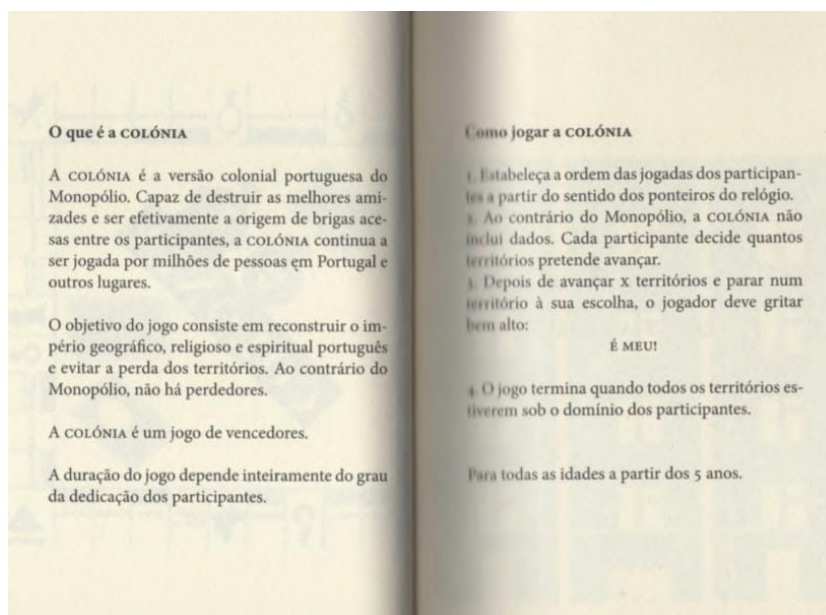 O que é a COLÓNIA
A COLÓNIA é a versão colonial portuguesa do
Monopólio. Capaz de destruir as melhores ami-
zades e ser efetivamente a origem de brigas ace-
sas entre os participantes, a COLÓNIA continua a
ser jogada por milhões de pessoas em Portugal e
outros lugares.
O objetivo do jogo consiste em reconstruir o im-
pério geográfico, religioso e espiritual português
e evitar a perda dos territórios. Ao contrário do
Monopólio, não há perdedores.
A COLÓNIA é um jogo de vencedores.
A duração do jogo depende inteiramente do grau
da dedicação dos participantes.
Como jogar a COLÓNIA
1. Estabeleça a ordem das jogadas dos participan-
tes a partir do sentido dos ponteiros do relógio.
2. Ao contrário do Monopólio, a COLÓNIA não
inclui dados. Cada participante decide quantos
territórios pretende avançar.
3. Depois de avançar x territórios e parar num
território à sua escolha, o jogador deve gritar
bem alto:
É MEU!
4. O jogo termina quando todos os territórios es-
tiverem sob o domínio dos participantes.
Para todas as idades a partir dos 5 anos.